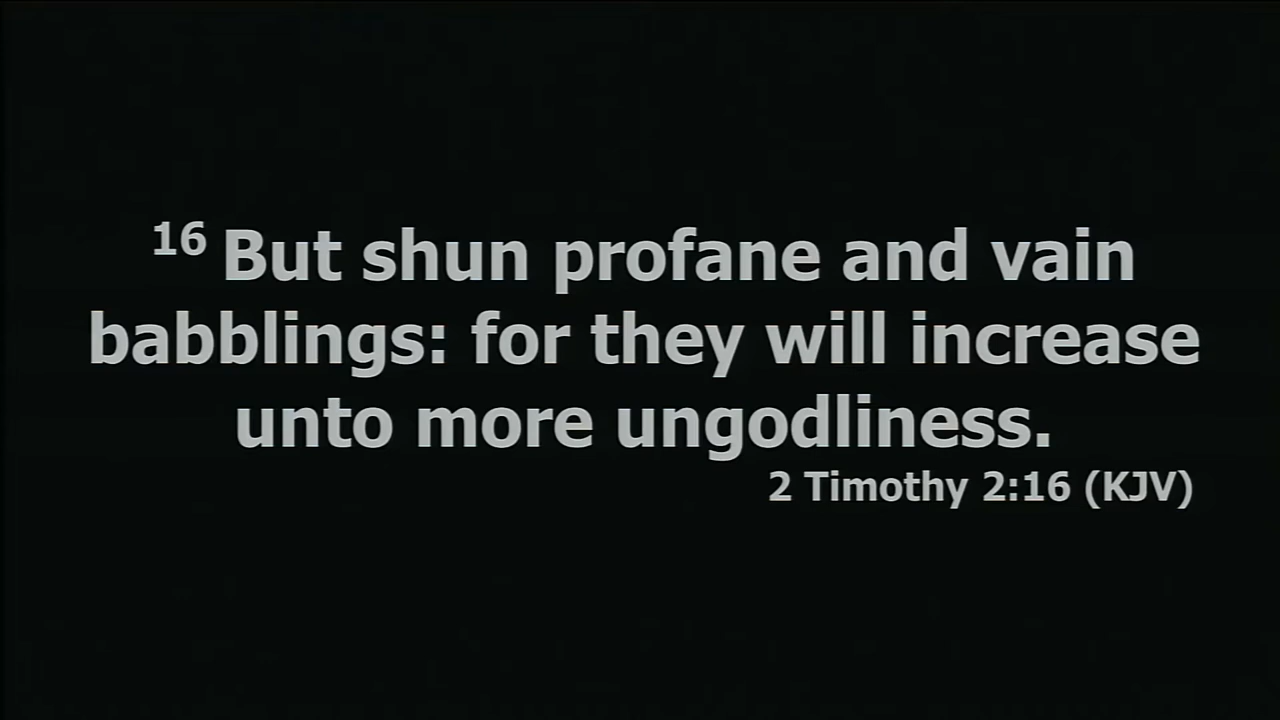 16 But shun profane and vain
babblings: for they will increase
unto more ungodliness.
2 Timothy 2:16 (KJV)